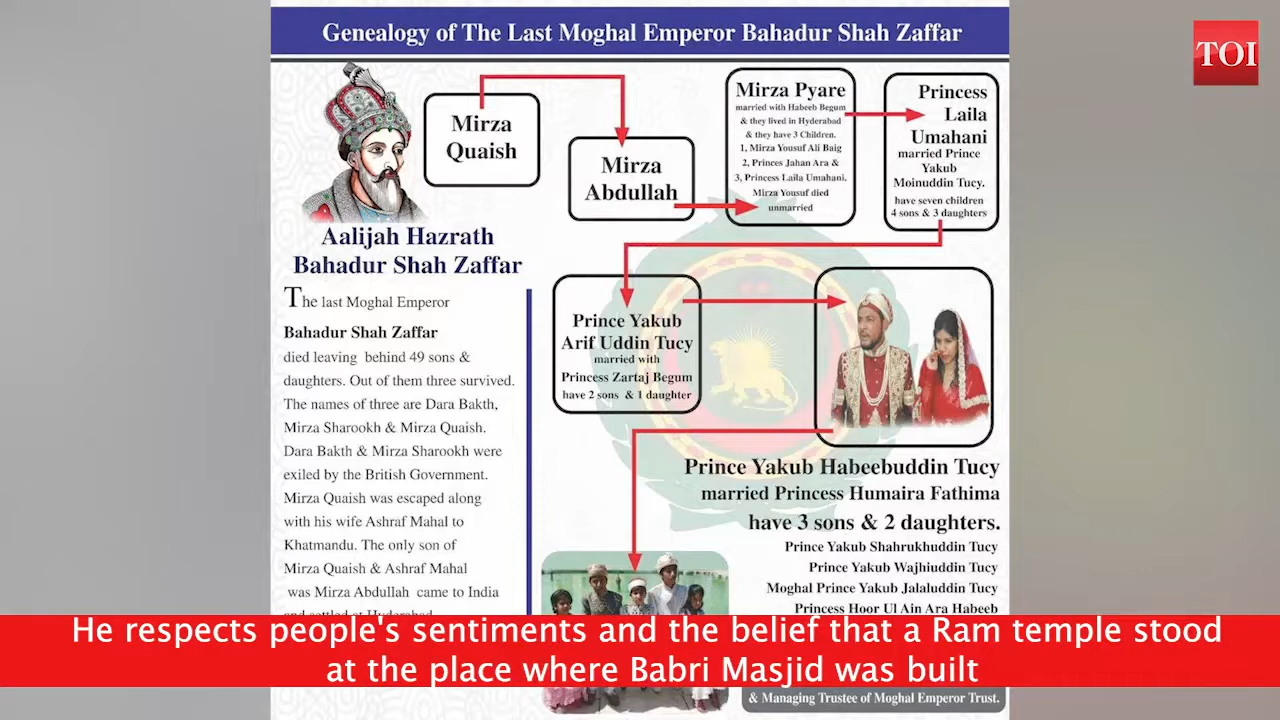 Genealogy of The Last Moghal Emperor Bahadur Shah Zaffar
TOI
Mirza
Quaish
Mirza
Abdullah
Mirza Pyare
married with Habeeb Begum
& they lived in Hyderabad
& they have 3 Children.
1, Mirza Yousuf Ali Baig
2, Princes Jahan Ara &
3, Princess Laila Umahani.
Mirza Yousuf died
unmarried
Princess
Laila
Umahani
married Prince
Yakub
Moinuddin Tucy.
have seven children
4 sons & 3 daughters
Aalijah Hazrath
Bahadur Shah Zaffar
The last Moghal Emperor
Bahadur Shah Zaffar
died leaving behind 49 sons &
daughters. Out of them three survived.
The names of three are Dara Bakth,
Mirza Sharookh & Mirza Quaish.
Dara Bakth & Mirza Sharookh were
exiled by the British Government.
Mirza Quaish was escaped along
with his wife Ashraf Mahal to
Khatmandu. The only son of
Mirza Quaish & Ashraf Mahal
was Mirza Abdullah came to India
and settled at Hyderabad
Prince Yakub
Arif Uddin Tucy
married with
Princess Zartaj Begum
have 2 sons & 1 daughter
Prince Yakub Habeebuddin Tucy
married Princess Humaira Fathima
have 3 sons & 2 daughters.
Prince Yakub Shahrukhuddin Tucy
Prince Yakub Wajhiuddin Tucy
Moghal Prince Yakub Jalaluddin Tucy
Princess Hoor Ul Ain Ara Habeeb
He respects people's sentiments and the belief that a Ram temple stood
at the place where Babri Masjid was built
& Managing Trustee of Moghal Emperor Trust.